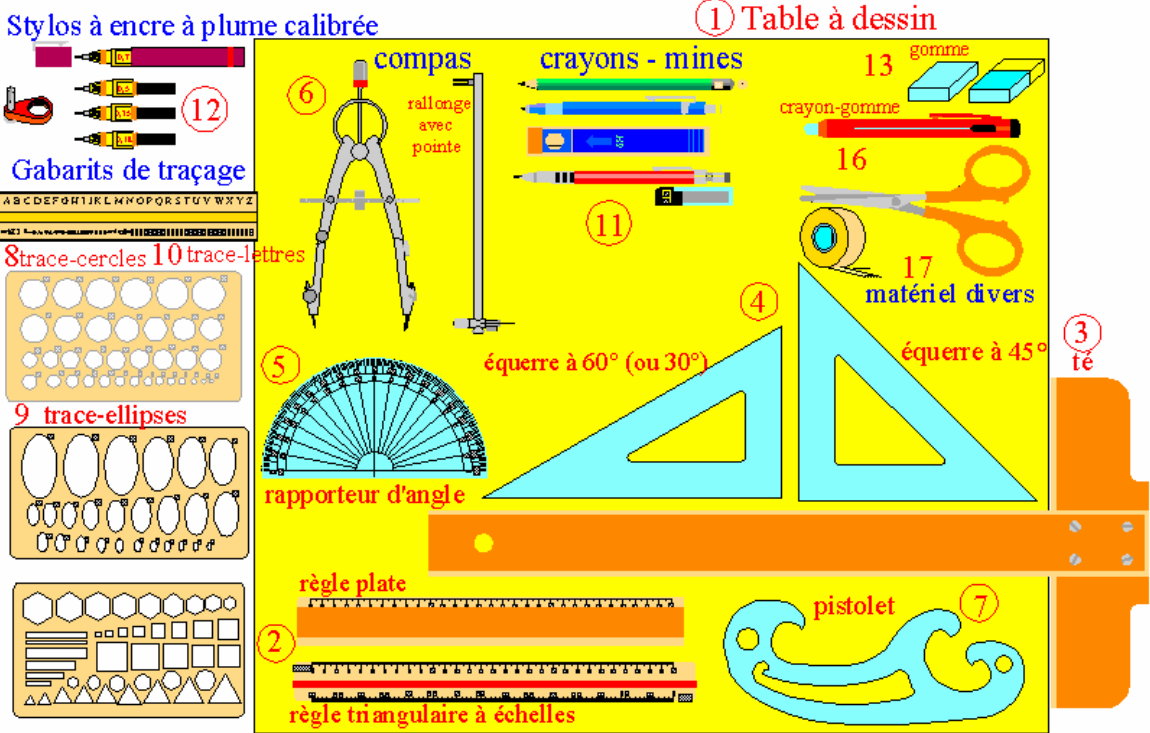 Stylos à encre à plume calibrée
1 Table à dessin
compas
crayons - mines
13
gomme
6
12
rallonge
avec
pointe
crayon-gomme
16
Gabarits de traçage
A B C D E F G H I J K L M N O P Q R S T U V W X Y Z
11
8 trace-cercles
10 trace-lettres
17
matériel divers
4
3
té
5
équerre à 60° (ou 30°)
équerre à 45°
9 trace-ellipses
rapporteur d'angle
règle plate
2
pistolet
7
règle triangulaire à échelles